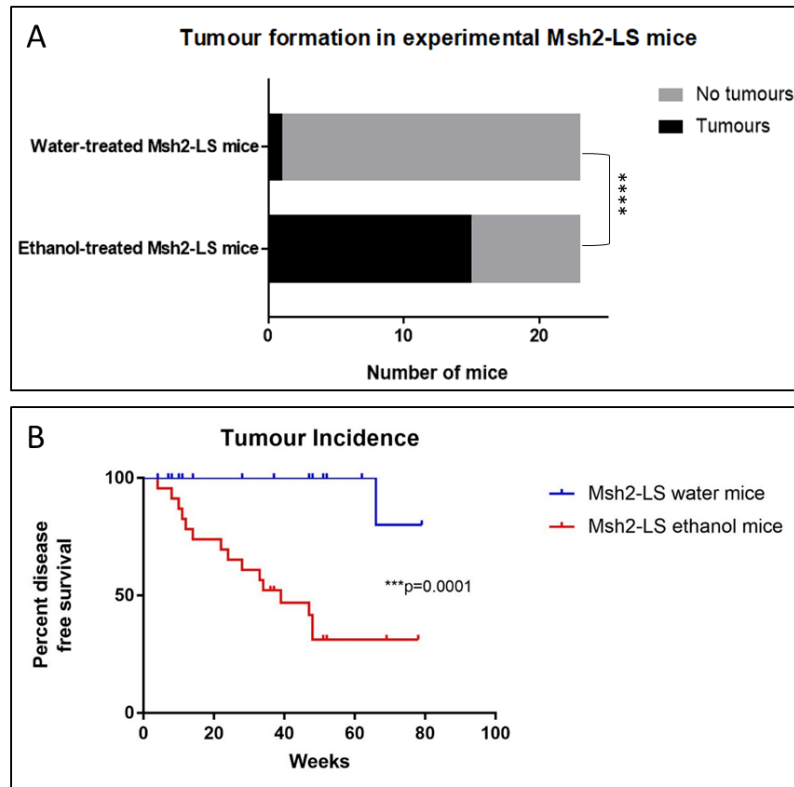 A
Tumour formation in experimental Msh2-LS mice
No tumours
Tumours
Water-treated Msh2-LS mice
****
Ethanol-treated Msh2-LS mice
0 10 20
Number of mice
B
Tumour Incidence
100
Msh2-LS water mice
Msh2-LS ethanol mice
Percent disease
free survival
50
***p=0.0001
0
0 20 40 60 80 100
Weeks